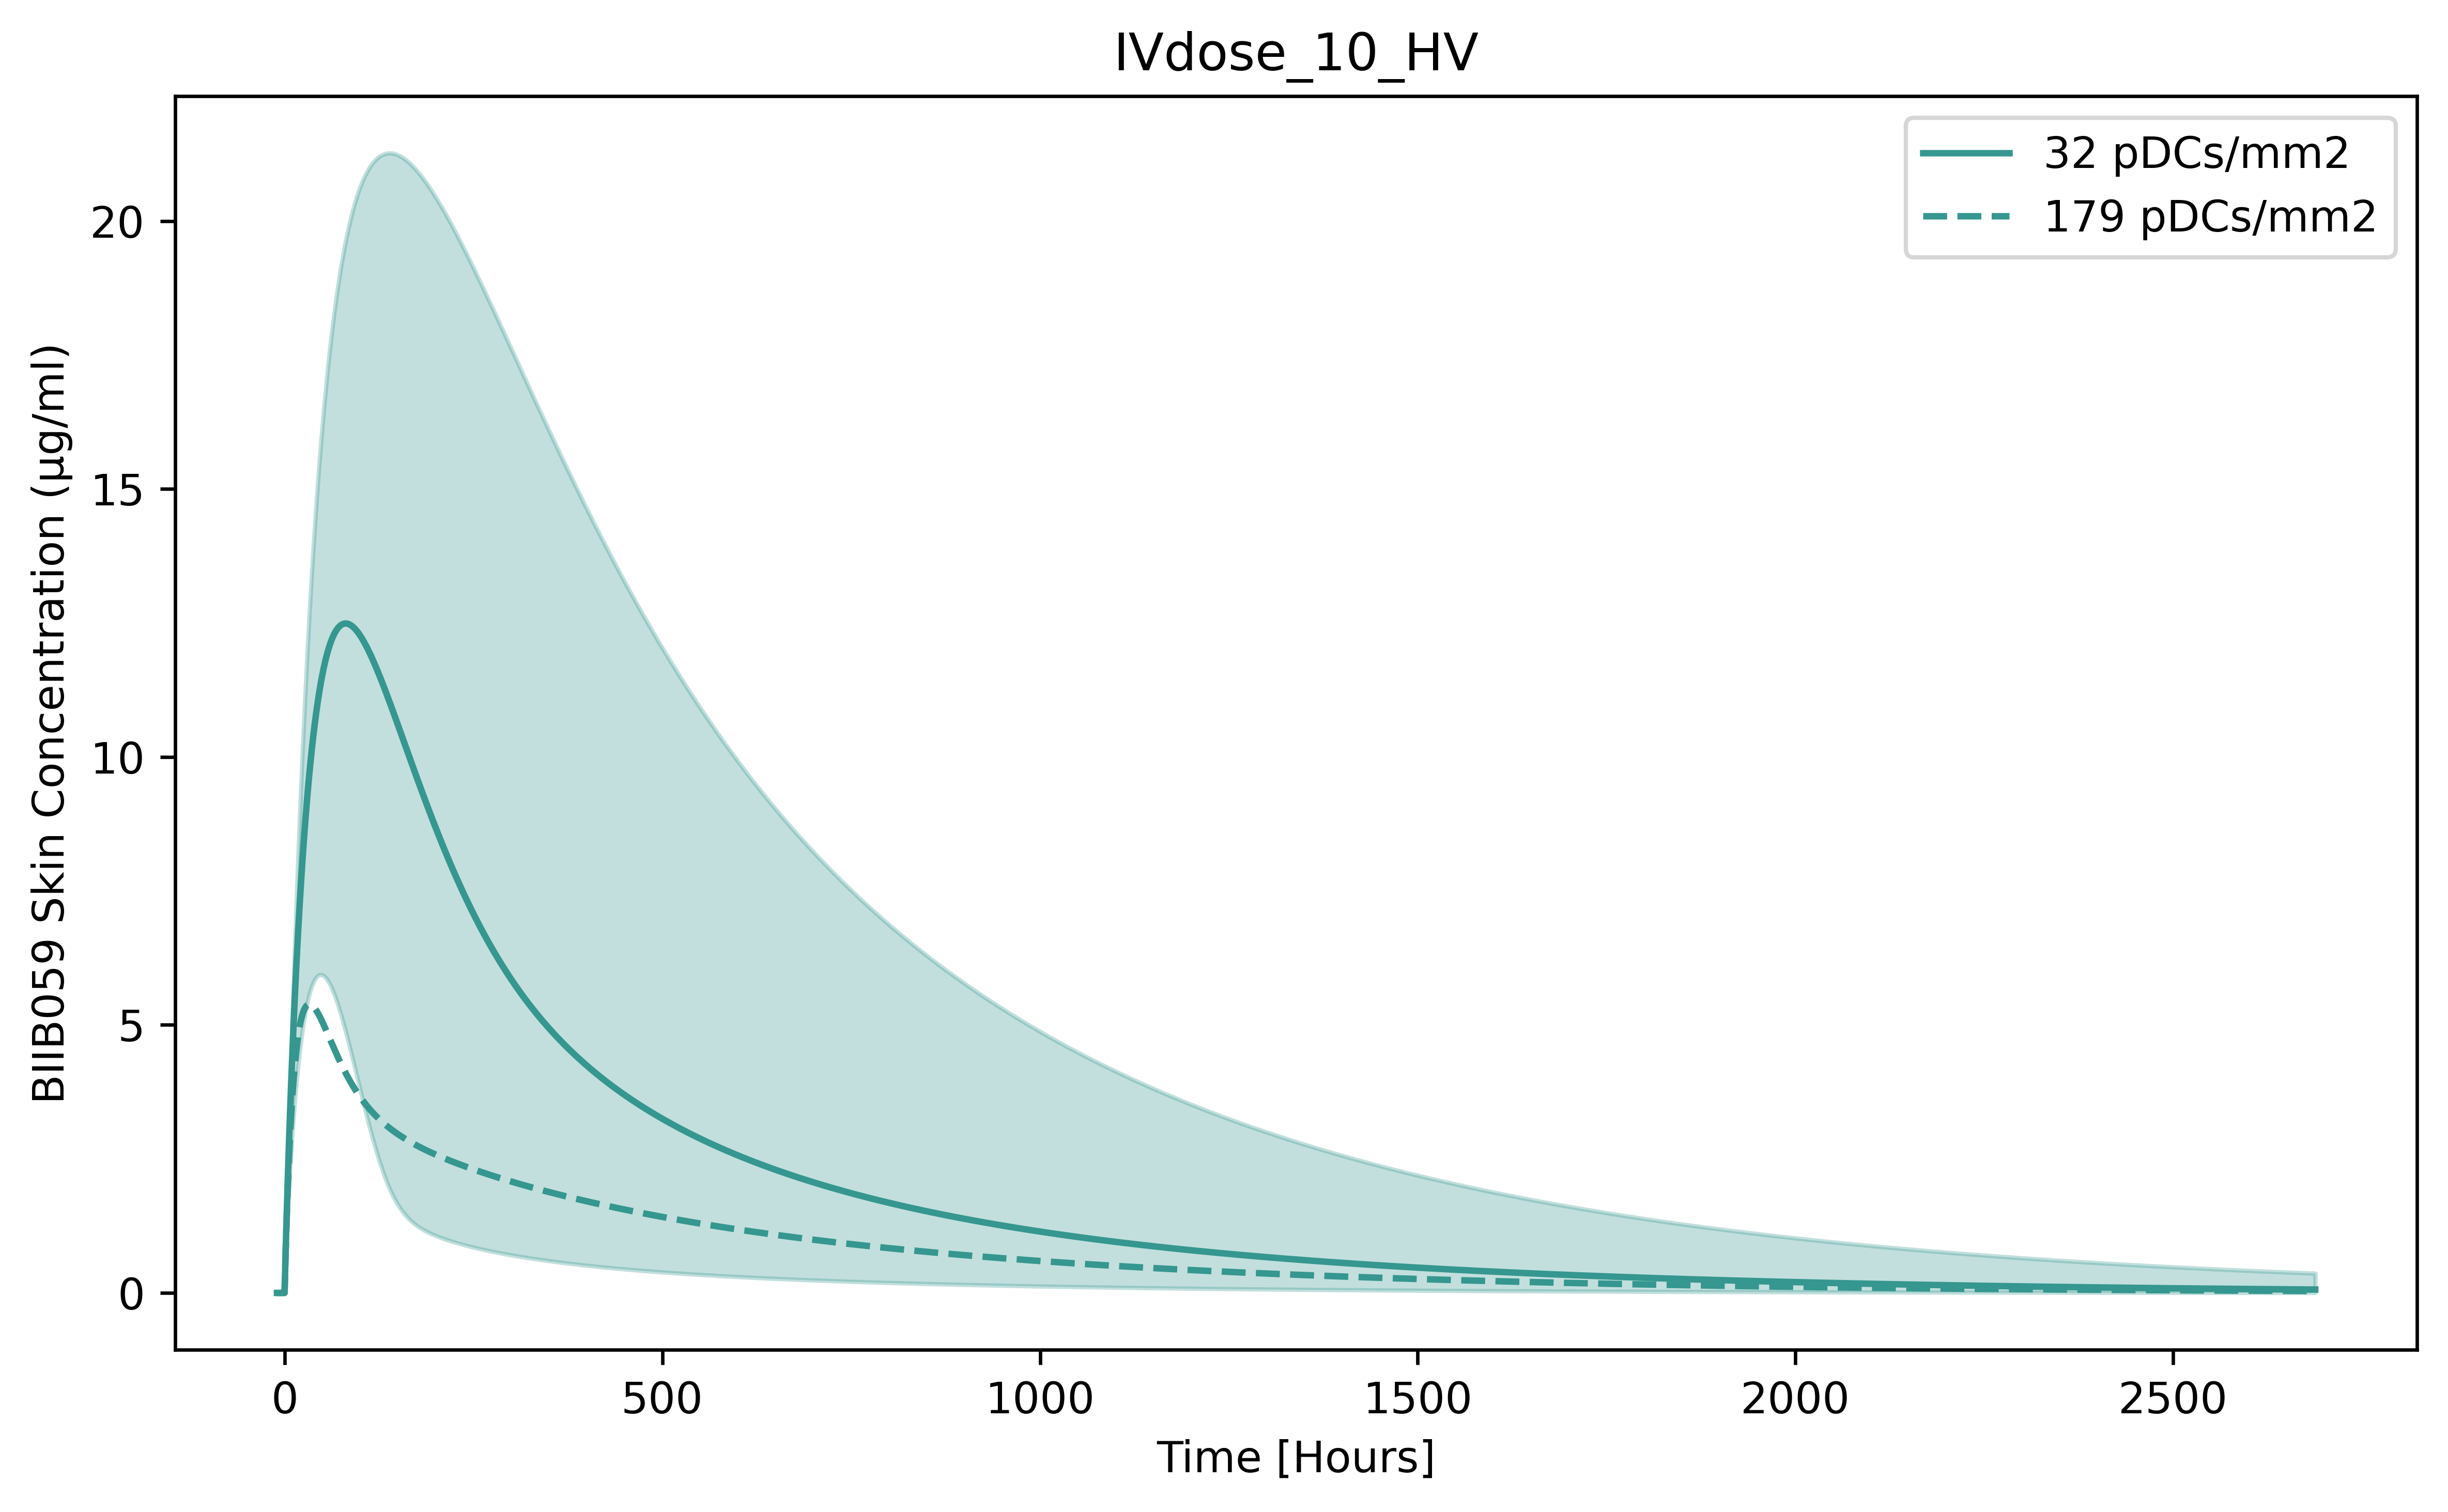 IVdose_10_HV
32 pDCs/mm2
179 pDCs/mm2
BIIB059 Skin Concentration (µg/ml)
20
15
10
5
0
0 500 1000 1500 2000 2500
Time [Hours]